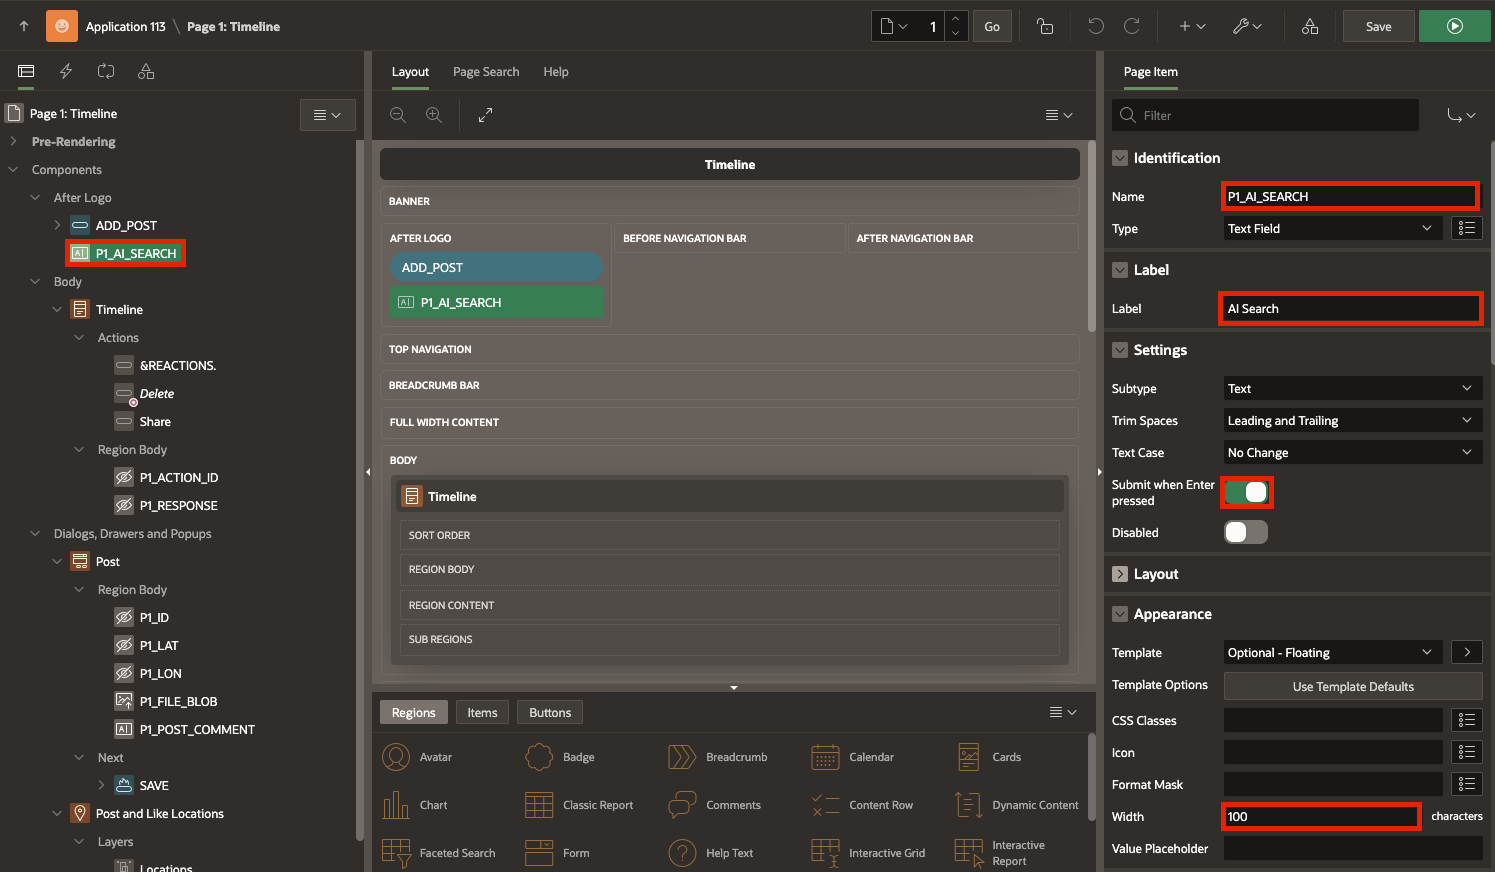 Application 113 \ Page 1: Timeline
1
Go
Save
Page 1: Timeline
Pre-Rendering
Components
After Logo
ADD_POST
P1_AI_SEARCH
Body
Timeline
Actions
&REACTIONS.
Delete
Share
Region Body
P1_ACTION_ID
P1_RESPONSE
Dialogs, Drawers and Popups
Post
Region Body
P1_ID
P1_LAT
P1_LON
P1_FILE_BLOB
P1_POST_COMMENT
Next
SAVE
Post and Like Locations
Layers
Locations
Layout Page Search Help
Timeline
BANNER
AFTER LOGO BEFORE NAVIGATION BAR AFTER NAVIGATION BAR
ADD_POST
P1_AI_SEARCH
TOP NAVIGATION
BREADCRUMB BAR
FULL WIDTH CONTENT
BODY
Timeline
SORT ORDER
REGION BODY
REGION CONTENT
SUB REGIONS
Regions Items Buttons
Avatar Badge Breadcrumb Calendar Cards
Chart Classic Report Comments Content Row Dynamic Content
Faceted Search Form Help Text Interactive Grid Interactive
Report
Page Item
Filter
Identification
Name P1_AI_SEARCH
Type Text Field
Label
Label AI Search
Settings
Subtype Text
Trim Spaces Leading and Trailing
Text Case No Change
Submit when Enter
pressed
Disabled
Layout
Appearance
Template Optional - Floating
Template Options Use Template Defaults
CSS Classes
Icon
Format Mask
Width 100 characters
Value Placeholder